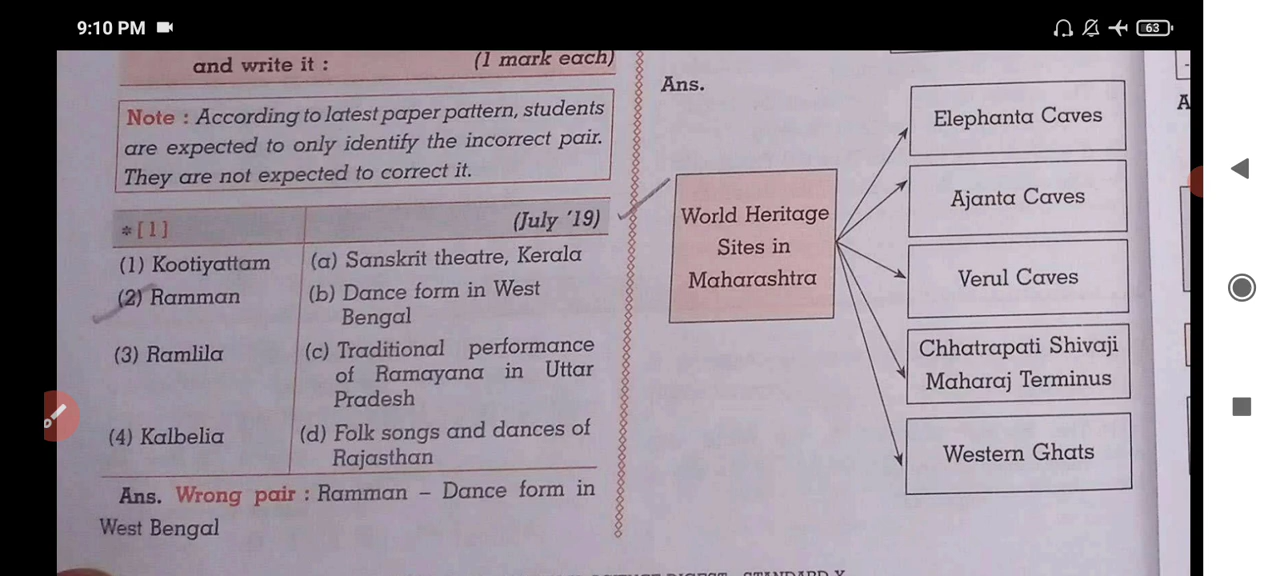 9:10 PM
63
and write it : (1 mark each)
Note : According to latest paper pattern, students
are expected to only identify the incorrect pair.
They are not expected to correct it.
*[1] (July '19)
(1) Kootiyattam (a) Sanskrit theatre, Kerala
(2) Ramman (b) Dance form in West
Bengal
(3) Ramlila (c) Traditional performance
of Ramayana in Uttar
Pradesh
(4) Kalbelia (d) Folk songs and dances of
Rajasthan
Ans. Wrong pair : Ramman – Dance form in
West Bengal
Ans.
World Heritage
Sites in
Maharashtra
Elephanta Caves
Ajanta Caves
Verul Caves
Chhatrapati Shivaji
Maharaj Terminus
Western Ghats
A